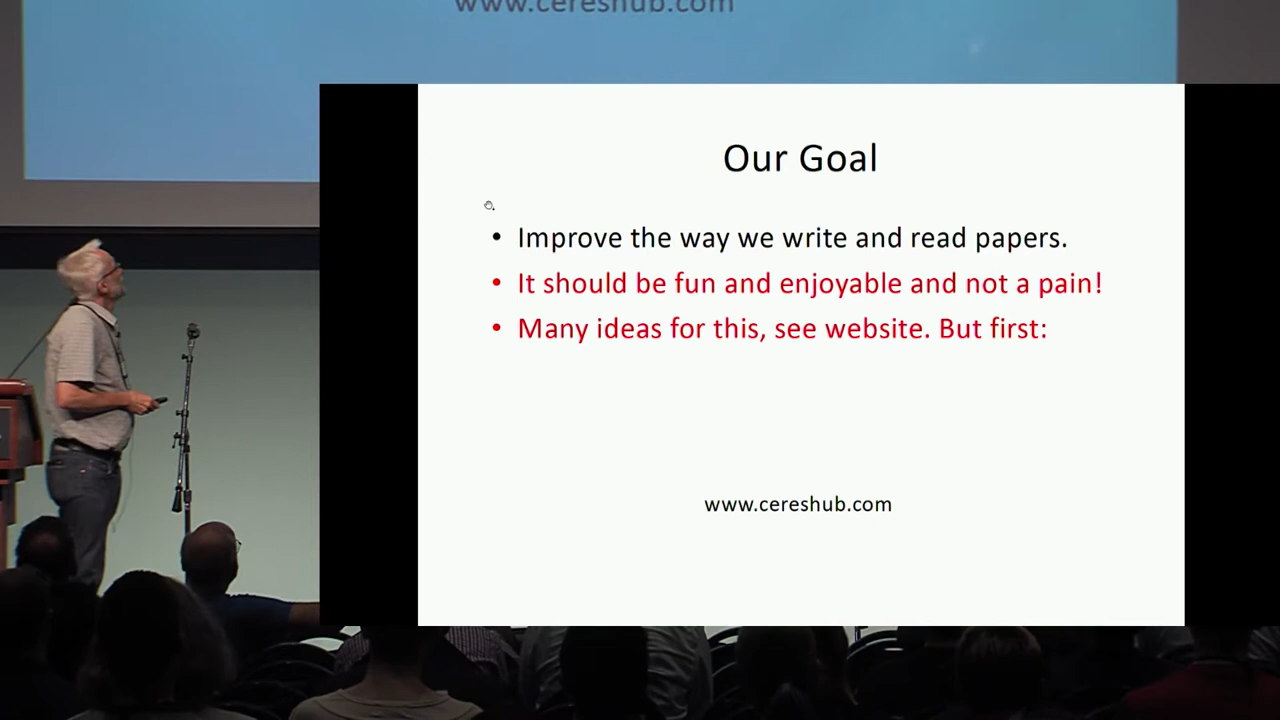 www.cereshub.com
Our Goal
• Improve the way we write and read papers.
• It should be fun and enjoyable and not a pain!
• Many ideas for this, see website. But first:
www.cereshub.com